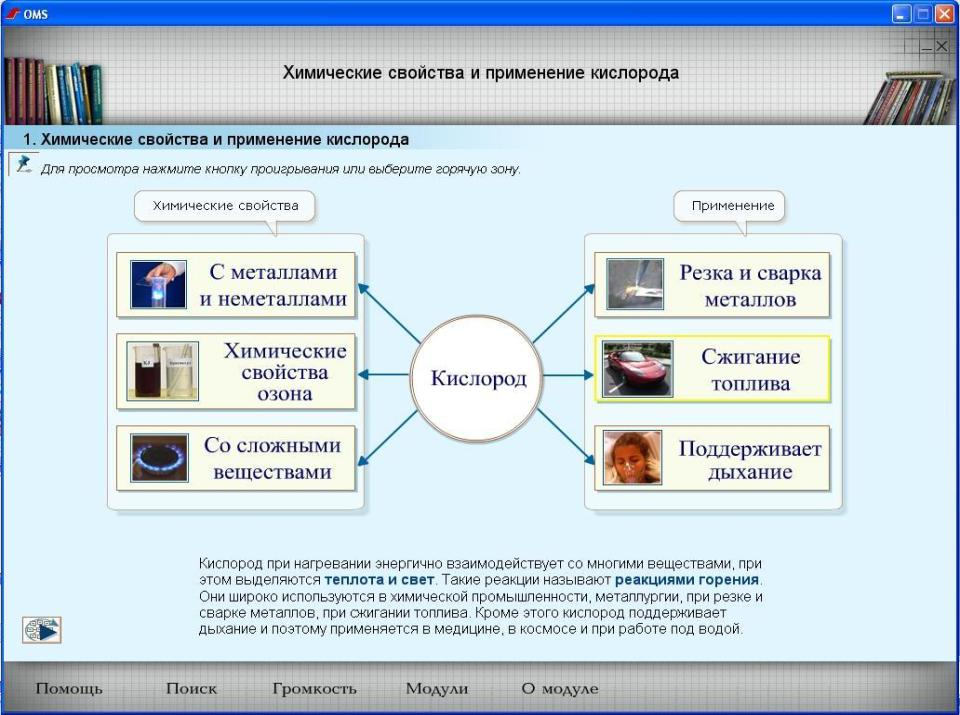 OMS
Химические свойства и применение кислорода
1. Химические свойства и применение кислорода
Для просмотра нажмите кнопку проигрывания или выберите горячую зону.
Химические свойства
Применение
С металлами
и неметаллами
Химические
свойства
озона
Со сложными
веществами
Кислород
Резка и сварка
металлов
Сжигание
топлива
Поддерживает
дыхание
Кислород при нагревании энергично взаимодействует со многими веществами, при
этом выделяются теплота и свет. Такие реакции называют реакциями горения.
Они широко используются в химической промышленности, металлургии, при резке и
сварке металлов, при сжигании топлива. Кроме этого кислород поддерживает
дыхание и поэтому применяется в медицине, в космосе и при работе под водой.
Помощь
Поиск
Громкость
Модули
О модуле